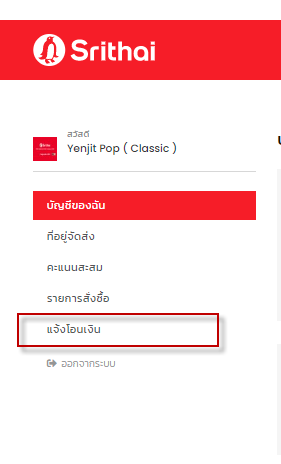 Srithai
สวัสดี
Yenjit Pop ( Classic )
บัญชีของฉัน
ที่อยู่จัดส่ง
คะแนนสะสม
รายการสั่งซื้อ
แจ้งโอนเงิน
ออกจากระบบ